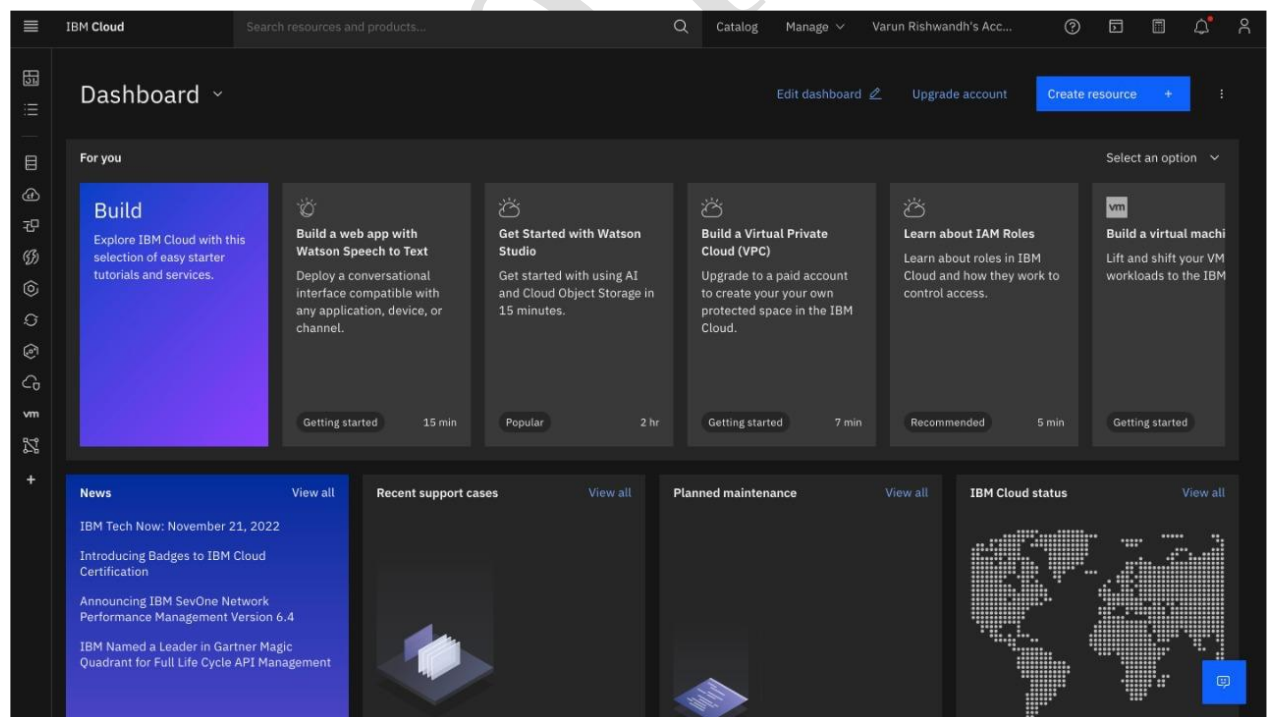 IBM Cloud
Search resources and products...
Catalog
Manage
Varun Rishwandh's Acc...
Dashboard
Edit dashboard
Upgrade account
Create resource +
For you
Select an option
Build
Explore IBM Cloud with this
selection of easy starter
tutorials and services.
Build a web app with
Watson Speech to Text
Deploy a conversational
interface compatible with
any application, device, or
channel.
Getting started
15 min
Get Started with Watson
Studio
Get started with using AI
and Cloud Object Storage in
15 minutes.
Popular
2 hr
Build a Virtual Private
Cloud (VPC)
Upgrade to a paid account
to create your your own
protected space in the IBM
Cloud.
Getting started
7 min
Learn about IAM Roles
Learn about roles in IBM
Cloud and how they work to
control access.
Recommended
5 min
vm
Build a virtual machi
Lift and shift your VM
workloads to the IBM
Getting started
vm
News
View all
IBM Tech Now: November 21, 2022
Introducing Badges to IBM Cloud
Certification
Announcing IBM SevOne Network
Performance Management Version 6.4
IBM Named a Leader in Gartner Magic
Quadrant for Full Life Cycle API Management
Recent support cases
View all
Planned maintenance
View all
IBM Cloud status
View all